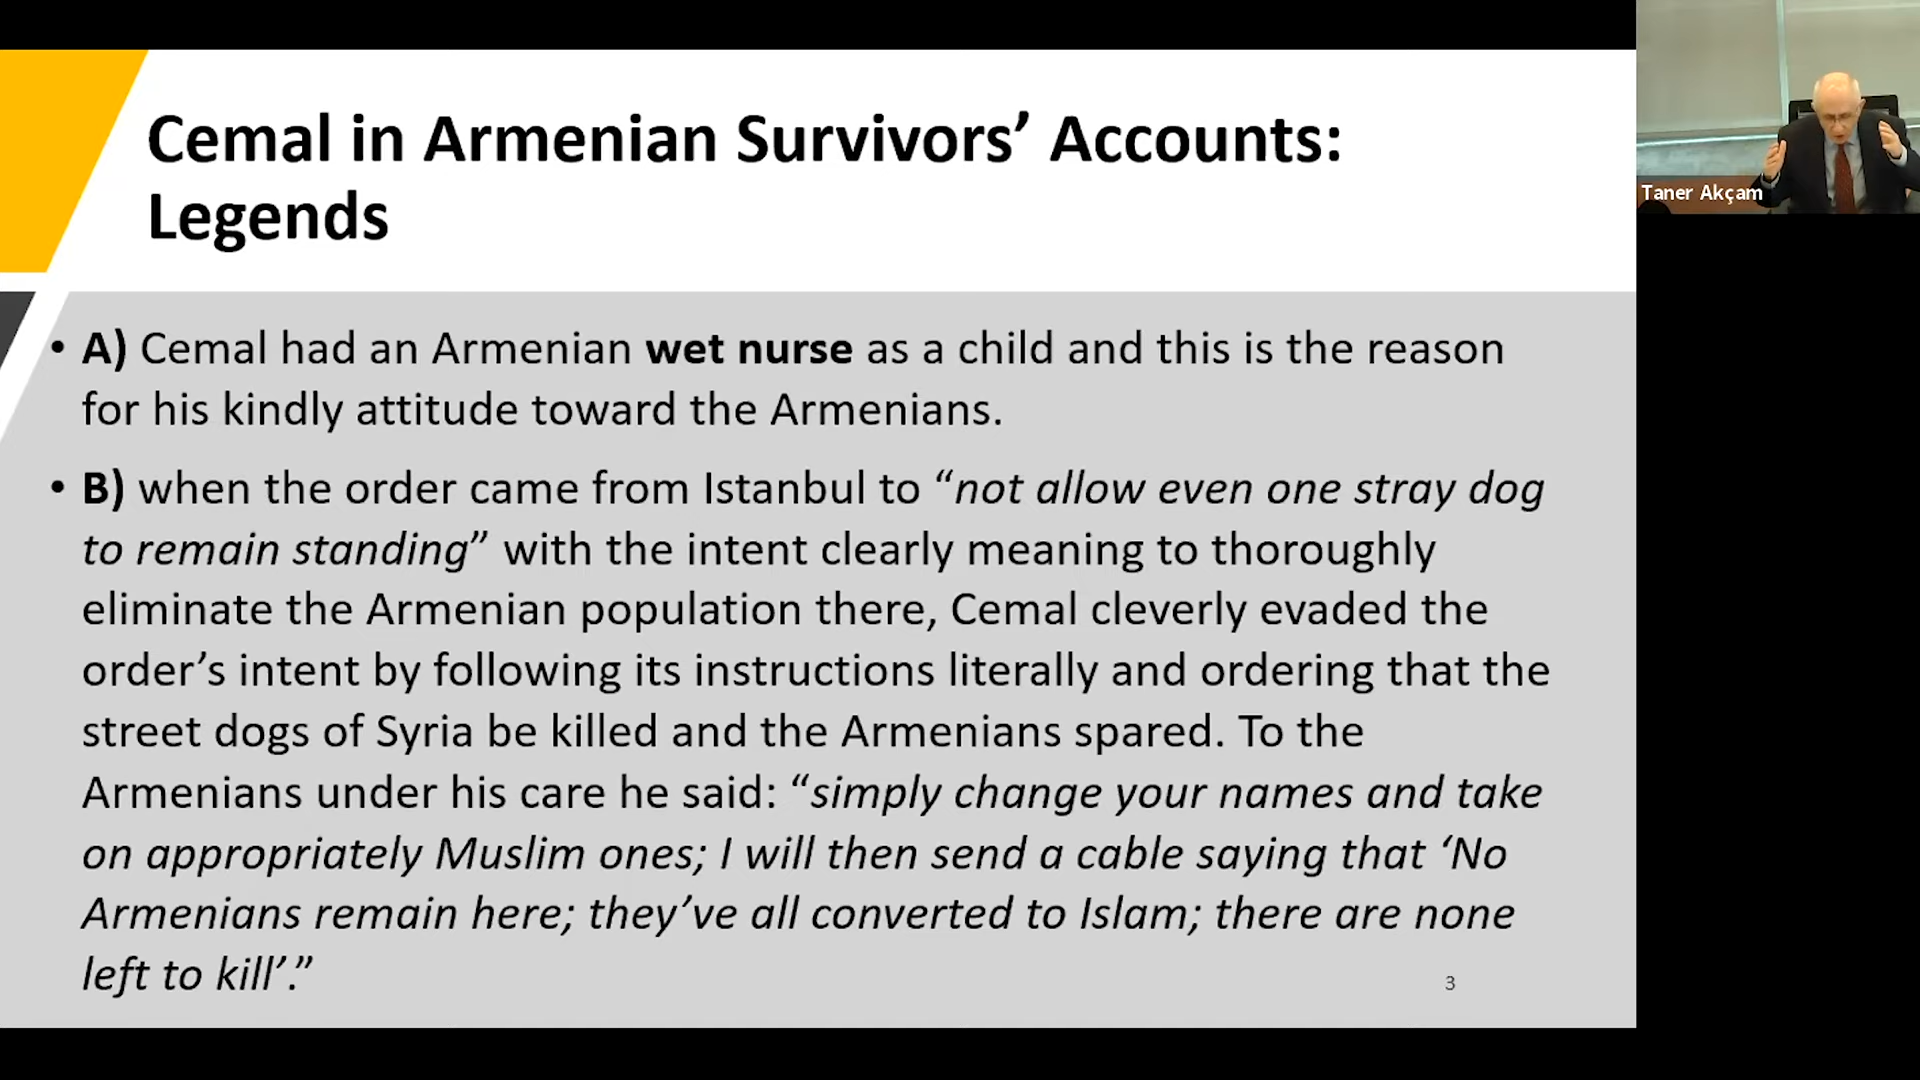 Cemal in Armenian Survivors’ Accounts:
Legends
• A) Cemal had an Armenian wet nurse as a child and this is the reason
for his kindly attitude toward the Armenians.
• B) when the order came from Istanbul to “not allow even one stray dog
to remain standing” with the intent clearly meaning to thoroughly
eliminate the Armenian population there, Cemal cleverly evaded the
order’s intent by following its instructions literally and ordering that the
street dogs of Syria be killed and the Armenians spared. To the
Armenians under his care he said: “simply change your names and take
on appropriately Muslim ones; I will then send a cable saying that ‘No
Armenians remain here; they’ve all converted to Islam; there are none
left to kill’.”
3
Taner Akçam